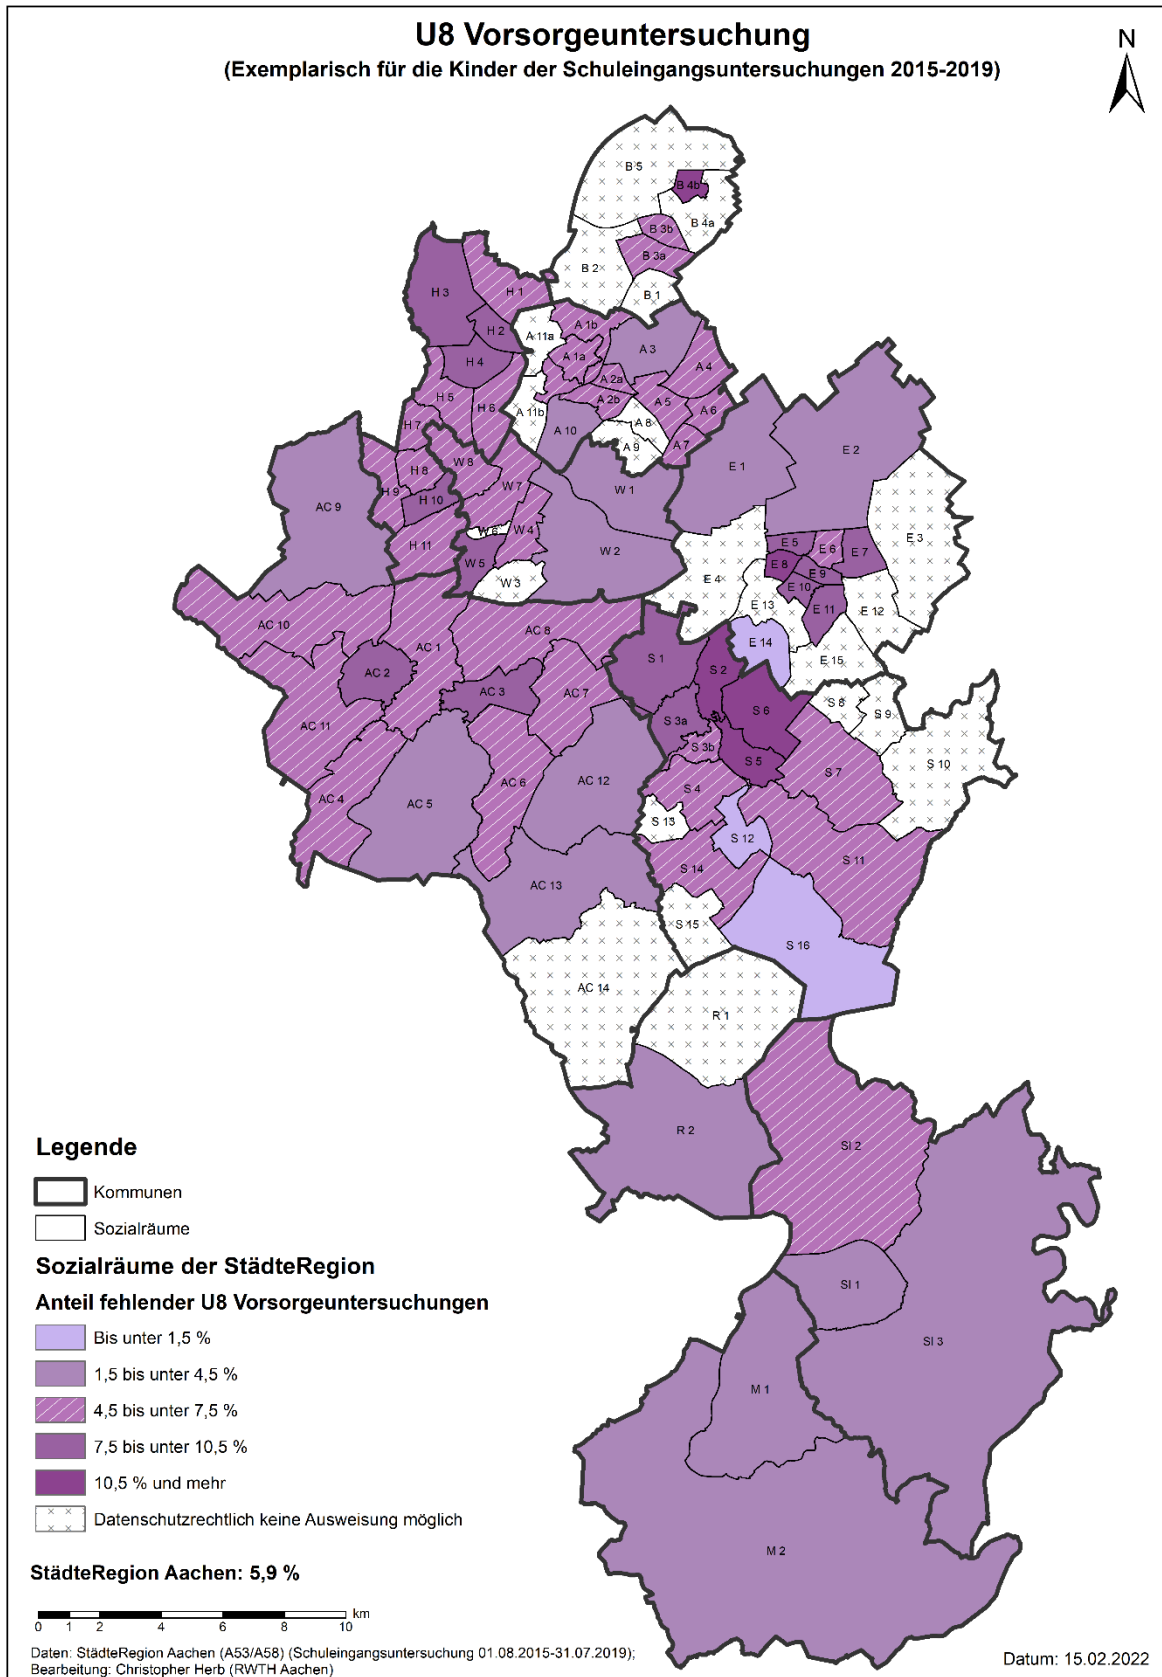 U8 Vorsorgeuntersuchung
(Exemplarisch für die Kinder der Schuleingangsuntersuchungen 2015-2019)
N
B 5
B 4b
B 4a
B 3b
B 3a
B 2
B 1
H 3
H 1
H 2
H 4
A 11a
A 1b
A 1a
A 3
A 2a
A 4
A 2b
A 5
A 6
H 5
H 6
H 7
A 11b
A 10
A 8
A 9
A 7
E 1
E 2
W 8
H 8
H 9
H 10
W 7
W 1
AC 9
W 6
W 4
H 11
W 5
W 2
W 3
E 3
E 5
E 6
E 7
E 8
E 9
E 4
E 10
E 13
E 11
E 12
E 14
E 15
AC 10
AC 1
AC 8
AC 2
AC 3
AC 7
S 1
S 2
AC 11
S 3a
S 6
S 8
S 9
S 3b
S 5
S 7
S 10
AC 4
AC 5
AC 6
AC 12
S 4
S 13
S 12
S 11
S 14
AC 13
S 15
S 16
AC 14
R 1
R 2
SI 2
SI 1
SI 3
M 1
M 2
Legende
Kommunen
Sozialräume
Sozialräume der StädteRegion
Anteil fehlender U8 Vorsorgeuntersuchungen
Bis unter 1,5 %
1,5 bis unter 4,5 %
4,5 bis unter 7,5 %
7,5 bis unter 10,5 %
10,5 % und mehr
Datenschutzrechtlich keine Ausweisung möglich
StädteRegion Aachen: 5,9 %
km
0 1 2 4 6 8 10
Daten: StädteRegion Aachen (A53/A58) (Schuleingangsuntersuchung 01.08.2015-31.07.2019);
Bearbeitung: Christopher Herb (RWTH Aachen)
Datum: 15.02.2022